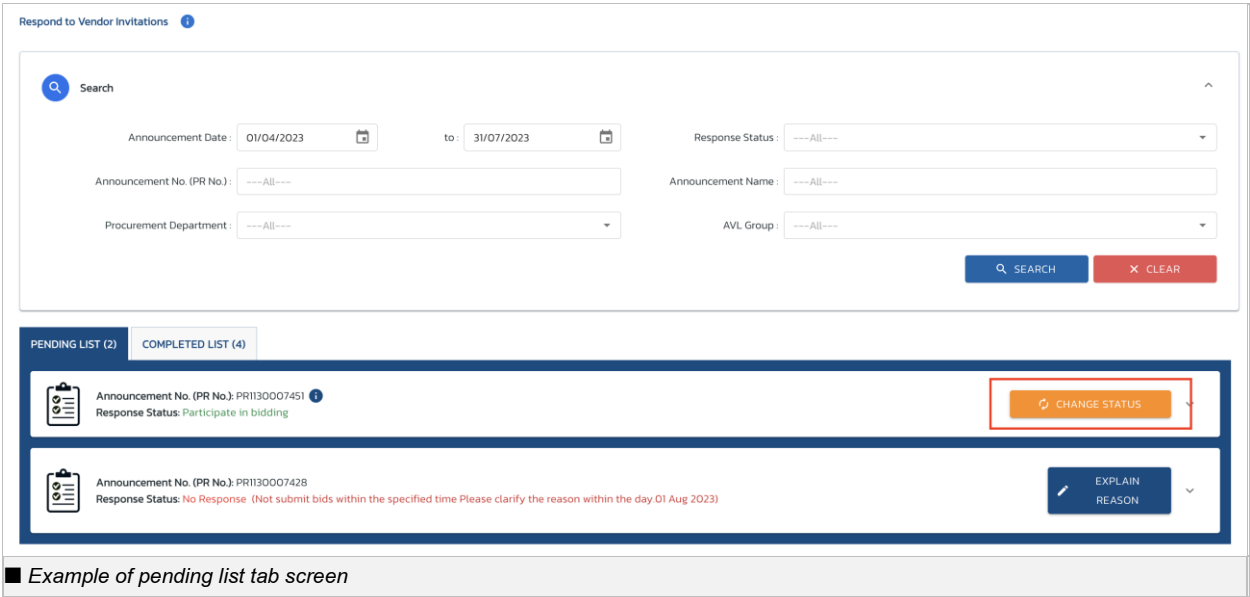 Respond to Vendor Invitations
Search
Announcement Date : 01/04/2023 to : 31/07/2023 Response Status : ---All---
Announcement No. (PR No.) : ---All--- Announcement Name : ---All---
Procurement Department : ---All--- AVL Group : ---All---
SEARCH CLEAR
PENDING LIST (2) COMPLETED LIST (4)
Announcement No. (PR No.): PR1130007451
Response Status: Participate in bidding
CHANGE STATUS
Announcement No. (PR No.): PR1130007428
Response Status: No Response (Not submit bids within the specified time Please clarify the reason within the day.01 Aug 2023)
EXPLAIN
REASON
Example of pending list tab screen